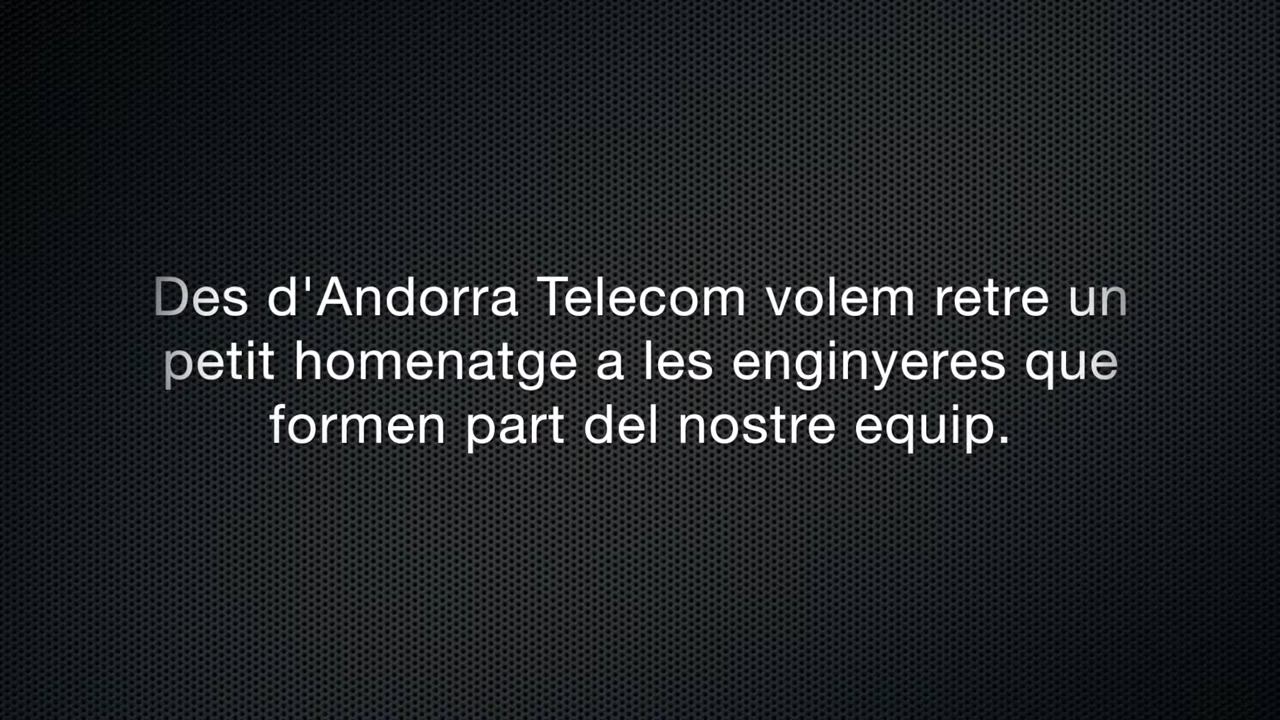 Des d'Andorra Telecom volem retre un
petit homenatge a les enginyeres que
formen part del nostre equip.